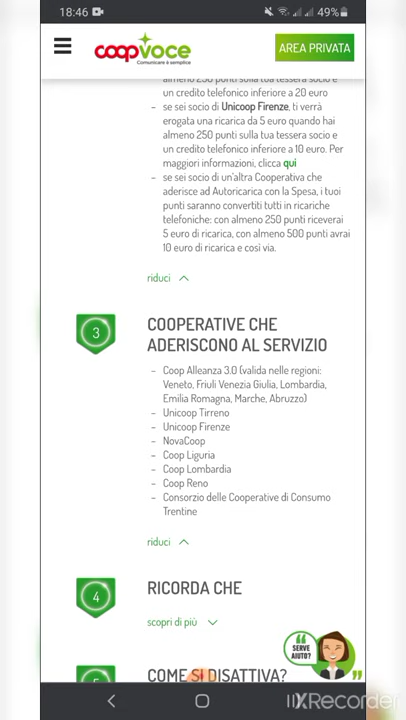 18:46
49%
coopvoce
Comunicare è semplice
AREA PRIVATA
almeno 250 punti sulla tua tessera socio e
un credito telefonico inferiore a 20 euro
– se sei socio di Unicoop Firenze, ti verrà
erogata una ricarica da 5 euro quando hai
almeno 250 punti sulla tua tessera socio e
un credito telefonico inferiore a 10 euro. Per
maggiori informazioni, clicca qui
– se sei socio di un'altra Cooperativa che
aderisce ad Autoricarica con la Spesa, i tuoi
punti saranno convertiti tutti in ricariche
telefoniche: con almeno 250 punti riceverai
5 euro di ricarica, con almeno 500 punti avrai
10 euro di ricarica e così via.
riduci
3
COOPERATIVE CHE
ADERISCONO AL SERVIZIO
– Coop Alleanza 3.0 (valida nelle regioni:
Veneto, Friuli Venezia Giulia, Lombardia,
Emilia Romagna, Marche, Abruzzo)
– Unicoop Tirreno
– Unicoop Firenze
– NovaCoop
– Coop Liguria
– Coop Lombardia
– Coop Reno
– Consorzio delle Cooperative di Consumo
Trentine
riduci
4
RICORDA CHE
scopri di più
SERVE
AIUTO?
5
COME SI DISATTIVA?
XRecorder